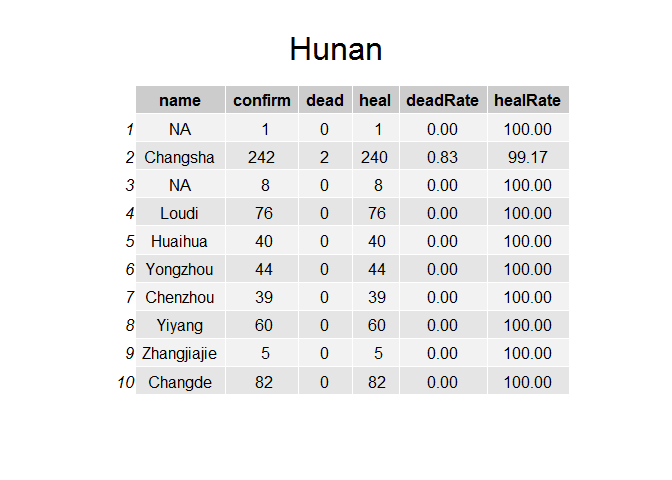 Hunan
name confirm dead heal deadRate healRate
1 NA 1 0 1 0.00 100.00
2 Changsha 242 2 240 0.83 99.17
3 NA 8 0 8 0.00 100.00
4 Loudi 76 0 76 0.00 100.00
5 Huaihua 40 0 40 0.00 100.00
6 Yongzhou 44 0 44 0.00 100.00
7 Chenzhou 39 0 39 0.00 100.00
8 Yiyang 60 0 60 0.00 100.00
9 Zhangjiajie 5 0 5 0.00 100.00
10 Changde 82 0 82 0.00 100.00